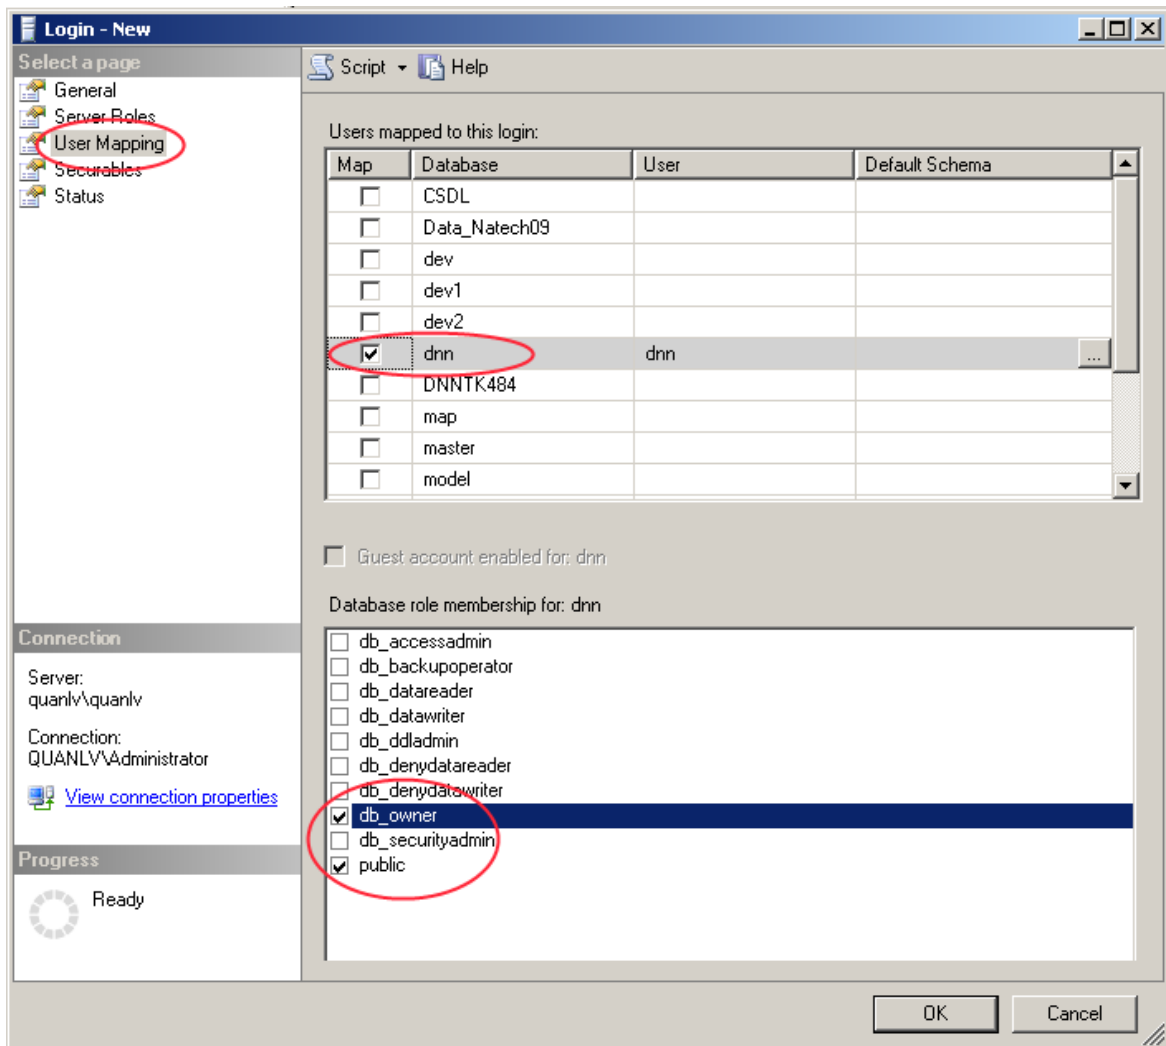 Login - New
Select a page
General
Server Roles
User Mapping
Securables
Status
Script Help
Users mapped to this login:
Map Database User Default Schema
CSDL
Data_Natech09
dev
dev1
dev2
dnn dnn ...
DNNTK484
map
master
model
Guest account enabled for: dnn
Database role membership for: dnn
db_accessadmin
db_backupoperator
db_datareader
db_datawriter
db_ddladmin
db_denydatareader
db_denydatawriter
db_owner
db_securityadmin
public
Connection
Server:
quanlv\quanlv
Connection:
QUANLV\Administrator
View connection properties
Progress
Ready
OK Cancel